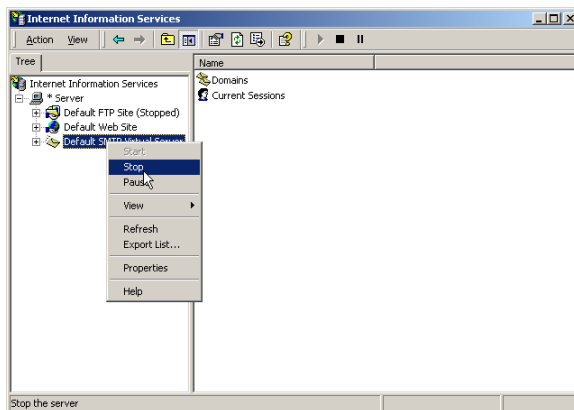 Internet Information Services
Action View
Tree
Name
Internet Information Services
* Server
Default FTP Site (Stopped)
Default Web Site
Default SMTP Virtual Server
Domains
Current Sessions
Start
Stop
Pause
View
Refresh
Export List...
Properties
Help
Stop the server